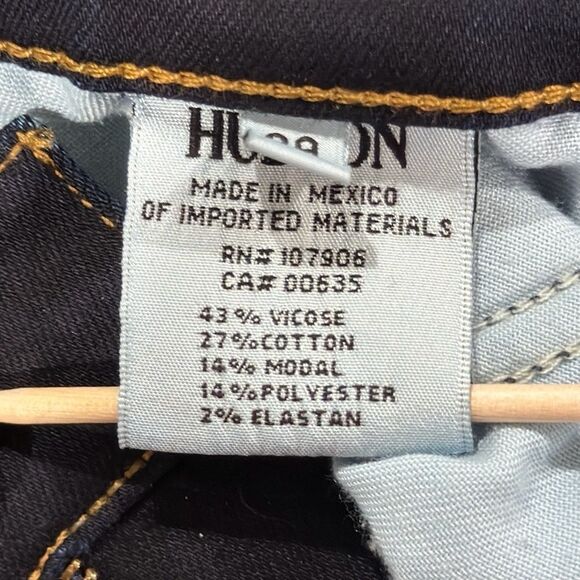 29
MADE IN MEXICO
OF IMPORTED MATERIALS
RN# 107906
CA# 00635
43% VICOSE
27% COTTON
14% MODAL
14% POLYESTER
2% ELASTAN